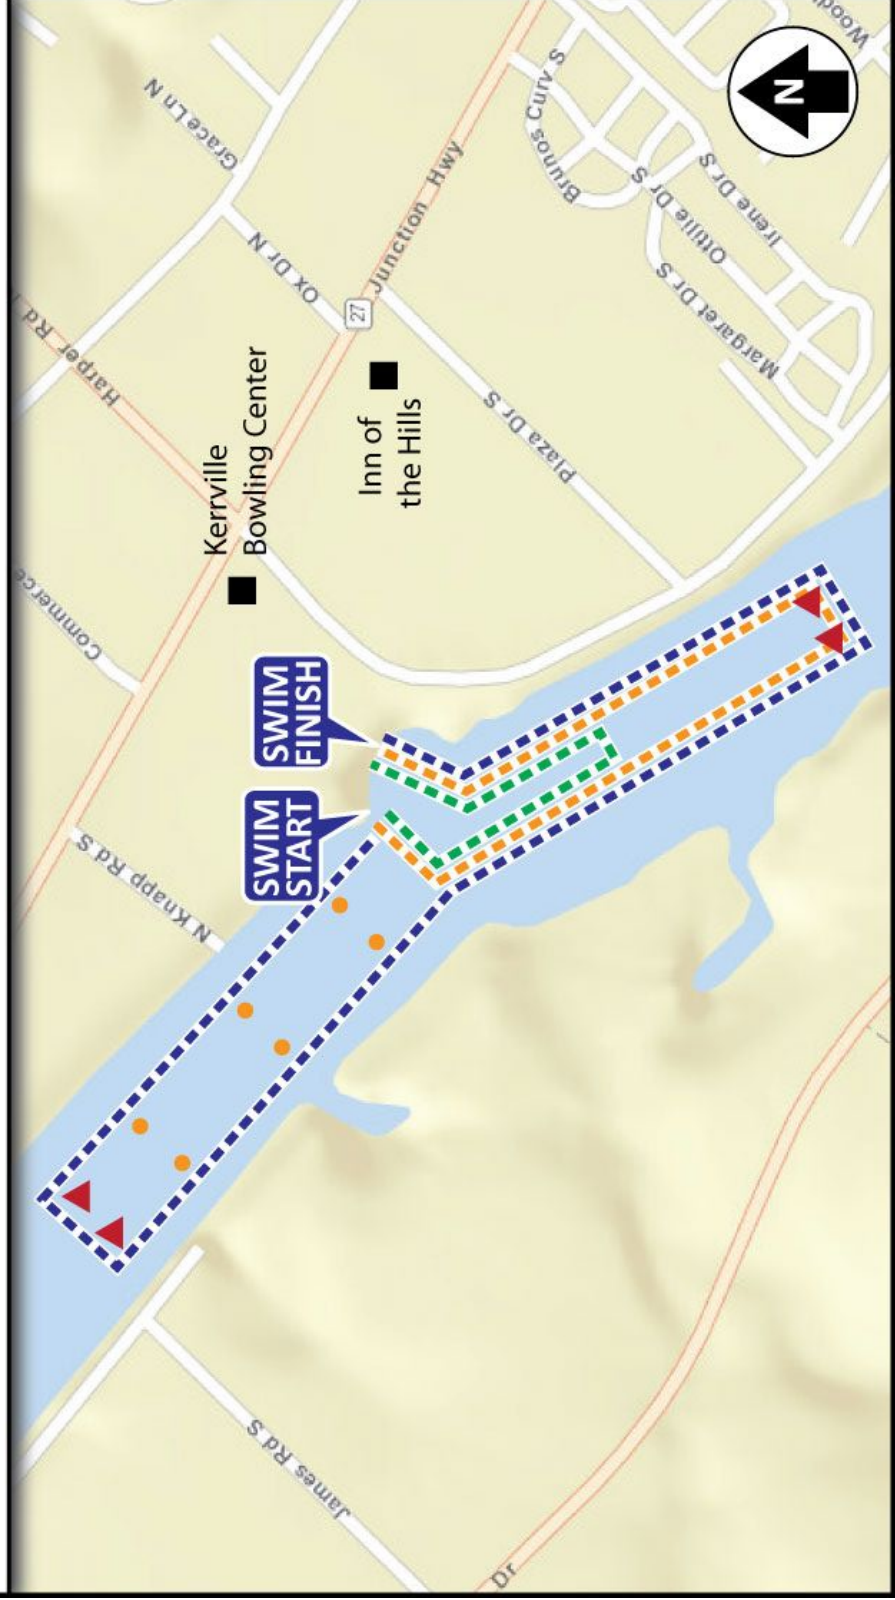 Commerce
Harper Rd
N Knapp Rd S
Grace Ln N
Kerrville
Bowling Center
SWIM
START
SWIM
FINISH
Ox Dr N
James Rd S
27
Junction Hwy
Inn of
the Hills
Plaza Dr S
Brunos Curv S
Margaret Dr S
Ottille Dr S
Irene Dr S
Dr
N